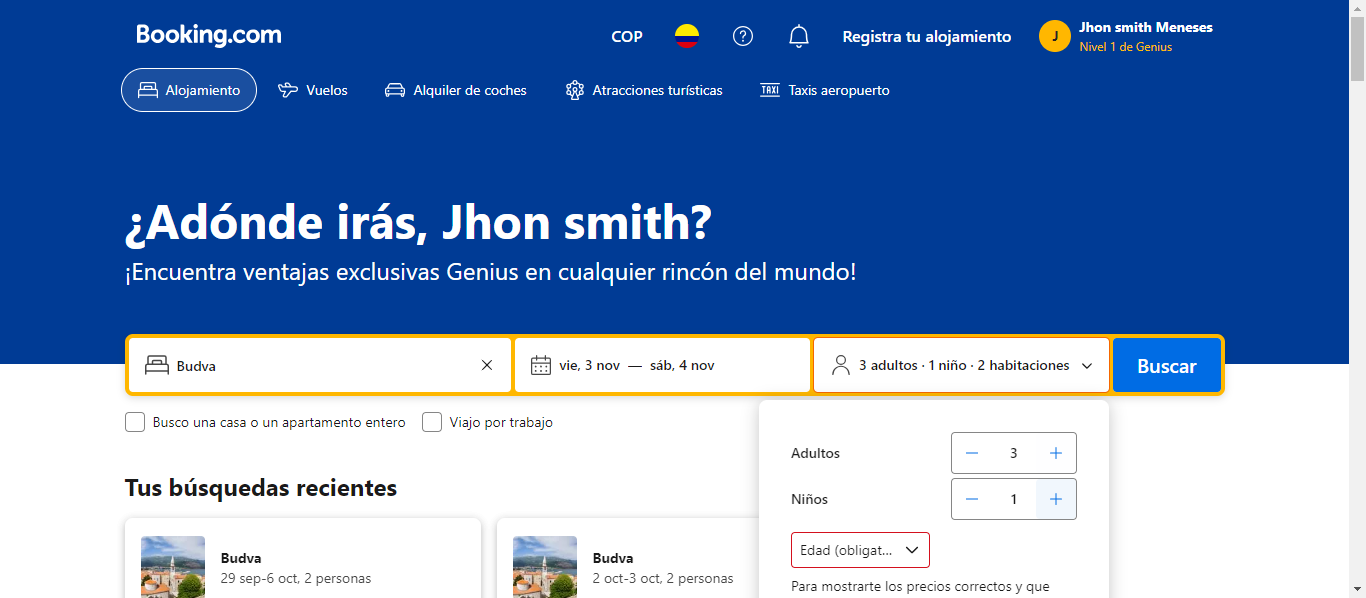 Booking.com
COP
Registra tu alojamiento
J
Jhon smith Meneses
Nivel 1 de Genius
Alojamiento
Vuelos
Alquiler de coches
Atracciones turísticas
TAXI
Taxis aeropuerto
¿Adónde irás, Jhon smith?
¡Encuentra ventajas exclusivas Genius en cualquier rincón del mundo!
Budva
vie, 3 nov — sáb, 4 nov
3 adultos · 1 niño · 2 habitaciones
Buscar
Busco una casa o un apartamento entero
Viajo por trabajo
Adultos
3
Niños
1
Edad (obligat...
Para mostrarte los precios correctos y que
Tus búsquedas recientes
Budva
29 sep-6 oct, 2 personas
Budva
2 oct-3 oct, 2 personas